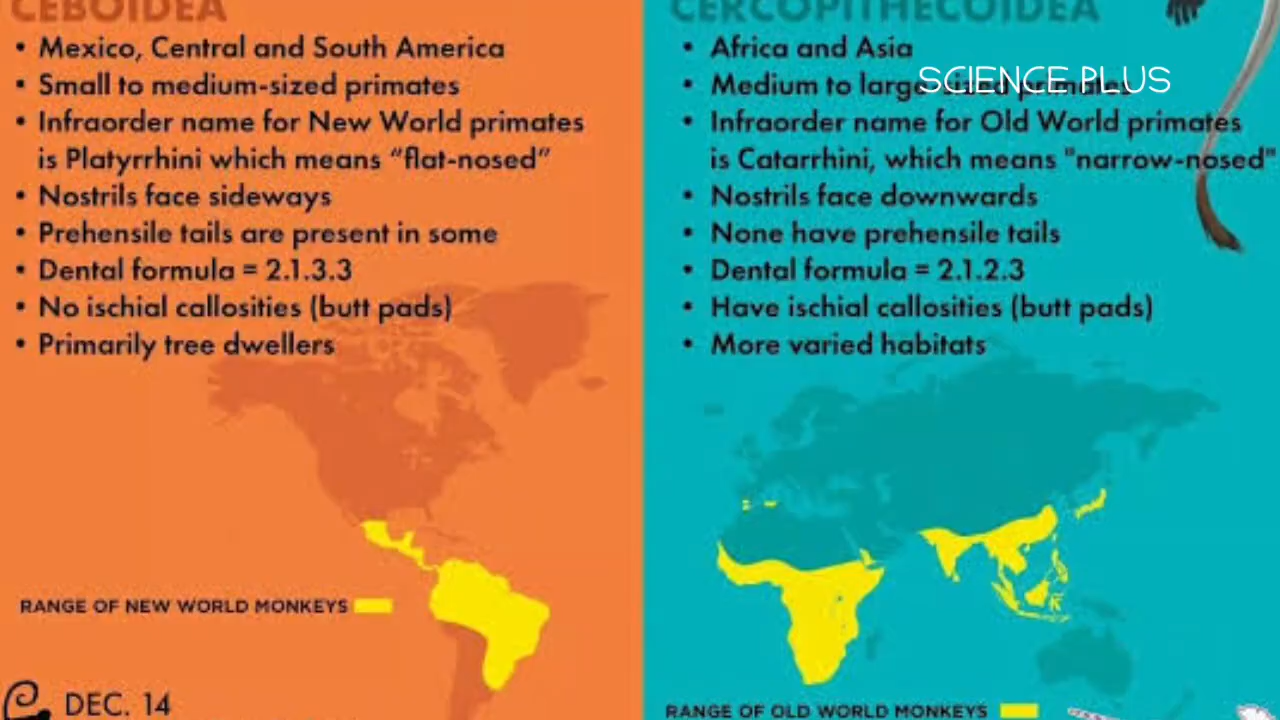 CEBOIDEA
• Mexico, Central and South America
• Small to medium-sized primates
• Infraorder name for New World primates
is Platyrrhini which means “flat-nosed”
• Nostrils face sideways
• Prehensile tails are present in some
• Dental formula = 2.1.3.3
• No ischial callosities (butt pads)
• Primarily tree dwellers
RANGE OF NEW WORLD MONKEYS
DEC. 14
CERCOPITHECOIDEA
• Africa and Asia
• Medium to large-sized primates
SCIENCE PLUS
• Infraorder name for Old World primates
is Catarrhini, which means "narrow-nosed"
• Nostrils face downwards
• None have prehensile tails
• Dental formula = 2.1.2.3
• Have ischial callosities (butt pads)
• More varied habitats
RANGE OF OLD WORLD MONKEYS